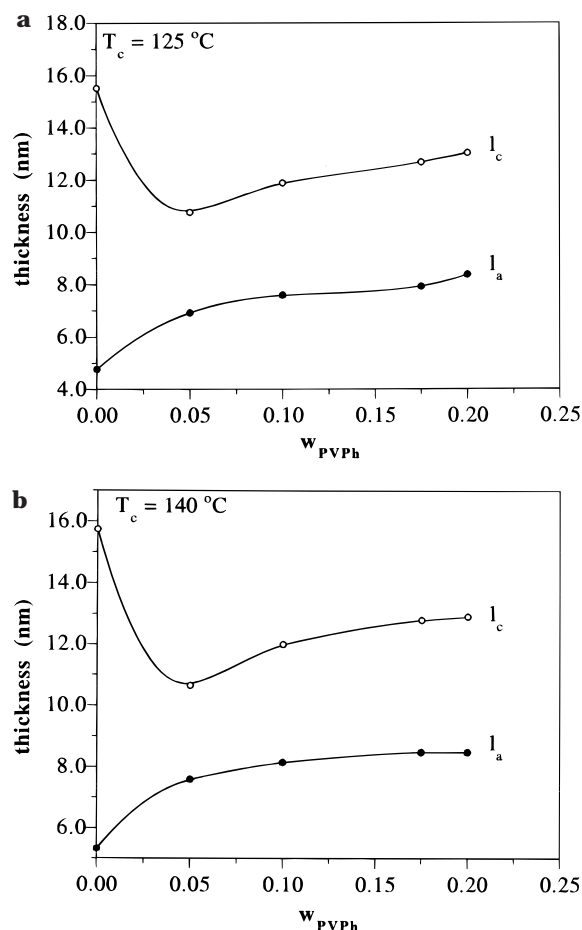 a
18.0
T_c = 125 °C
16.0
14.0
12.0
10.0
8.0
6.0
4.0
thickness (nm)
l_c
l_a
0.00 0.05 0.10 0.15 0.20 0.25
w_PVPh
b
T_c = 140 °C
16.0
14.0
12.0
10.0
8.0
6.0
thickness (nm)
l_c
l_a
0.00 0.05 0.10 0.15 0.20 0.25
w_PVPh